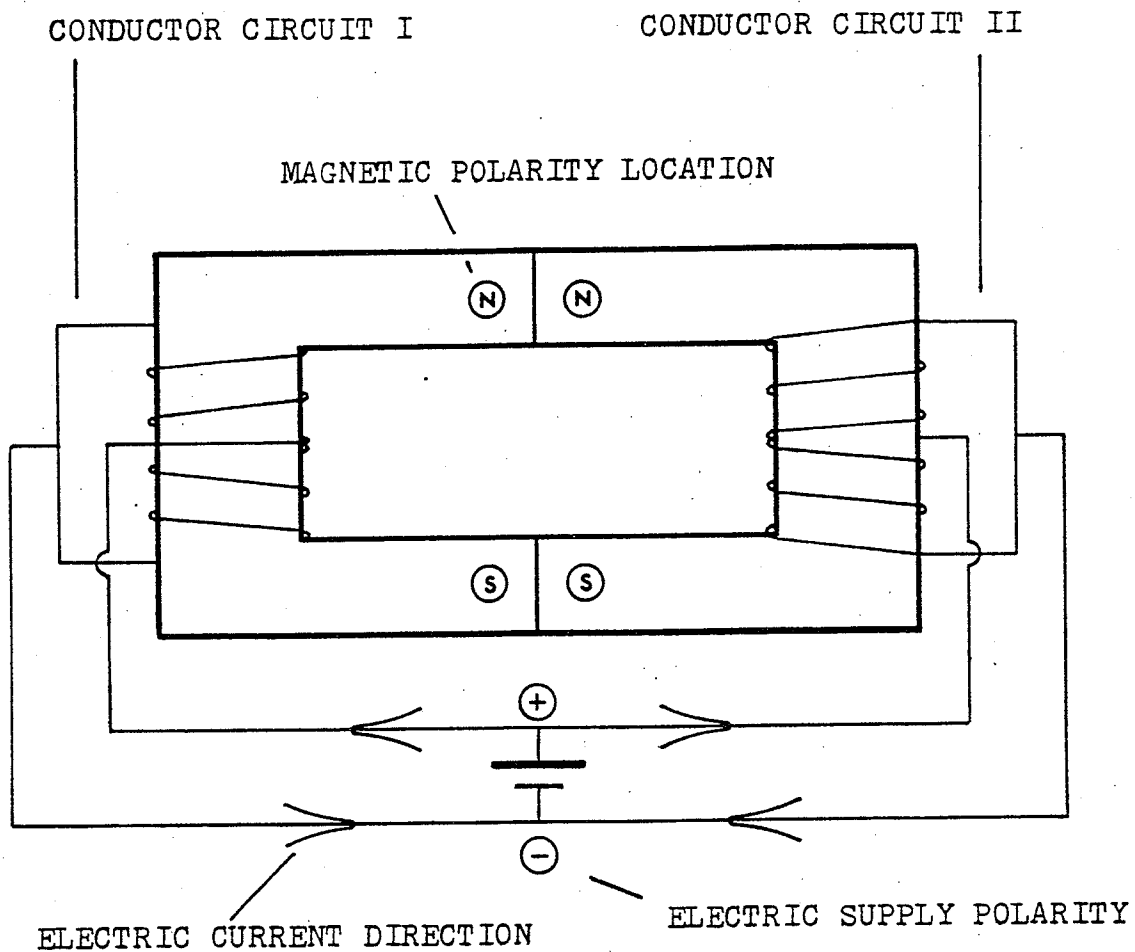 CONDUCTOR CIRCUIT I
CONDUCTOR CIRCUIT II
MAGNETIC POLARITY LOCATION
N N
S S
+
−
ELECTRIC SUPPLY POLARITY
ELECTRIC CURRENT DIRECTION